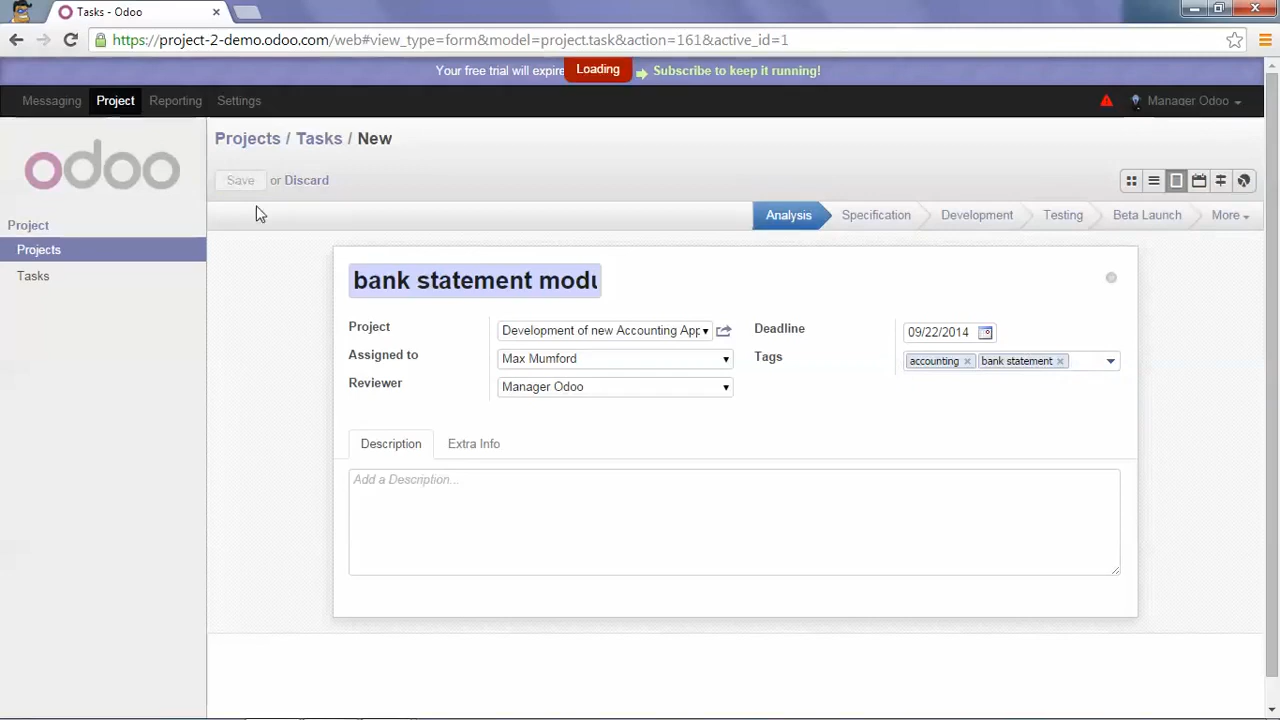 Tasks - Odoo
https://project-2-demo.odoo.com/web#view_type=form&model=project.task&action=161&active_id=1
Your free trial will expire Loading Subscribe to keep it running!
Messaging Project Reporting Settings Manager Odoo
odoo
Projects / Tasks / New
Save or Discard
Analysis Specification Development Testing Beta Launch More
Project
Projects
Tasks
bank statement modu
Project Development of new Accounting App
Deadline 09/22/2014
Assigned to Max Mumford
Tags accounting × bank statement ×
Reviewer Manager Odoo
Description Extra Info
Add a Description...